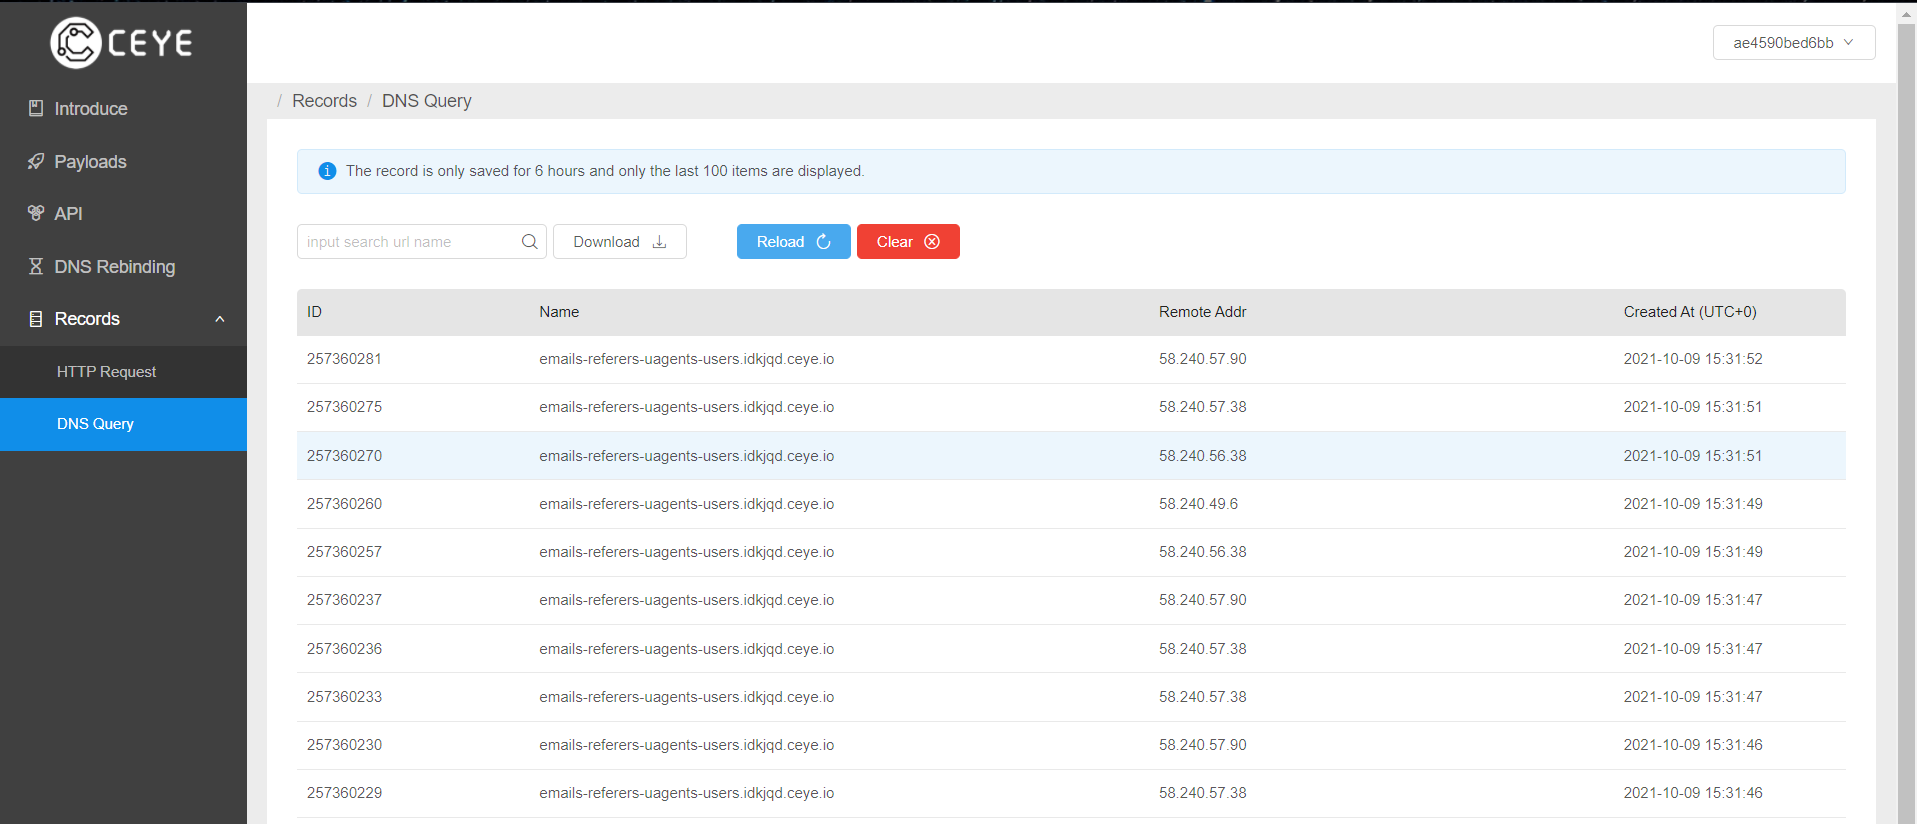 CEYE
ae4590bed6bb
Introduce
Payloads
API
DNS Rebinding
Records
HTTP Request
DNS Query
/ Records / DNS Query
The record is only saved for 6 hours and only the last 100 items are displayed.
input search url name Download Reload Clear
ID Name Remote Addr Created At (UTC+0)
257360281 emails-referers-uagents-users.idkjqd.ceye.io 58.240.57.90 2021-10-09 15:31:52
257360275 emails-referers-uagents-users.idkjqd.ceye.io 58.240.57.38 2021-10-09 15:31:51
257360270 emails-referers-uagents-users.idkjqd.ceye.io 58.240.56.38 2021-10-09 15:31:51
257360260 emails-referers-uagents-users.idkjqd.ceye.io 58.240.49.6 2021-10-09 15:31:49
257360257 emails-referers-uagents-users.idkjqd.ceye.io 58.240.56.38 2021-10-09 15:31:49
257360237 emails-referers-uagents-users.idkjqd.ceye.io 58.240.57.90 2021-10-09 15:31:47
257360236 emails-referers-uagents-users.idkjqd.ceye.io 58.240.57.38 2021-10-09 15:31:47
257360233 emails-referers-uagents-users.idkjqd.ceye.io 58.240.57.38 2021-10-09 15:31:47
257360230 emails-referers-uagents-users.idkjqd.ceye.io 58.240.57.90 2021-10-09 15:31:46
257360229 emails-referers-uagents-users.idkjqd.ceye.io 58.240.57.38 2021-10-09 15:31:46